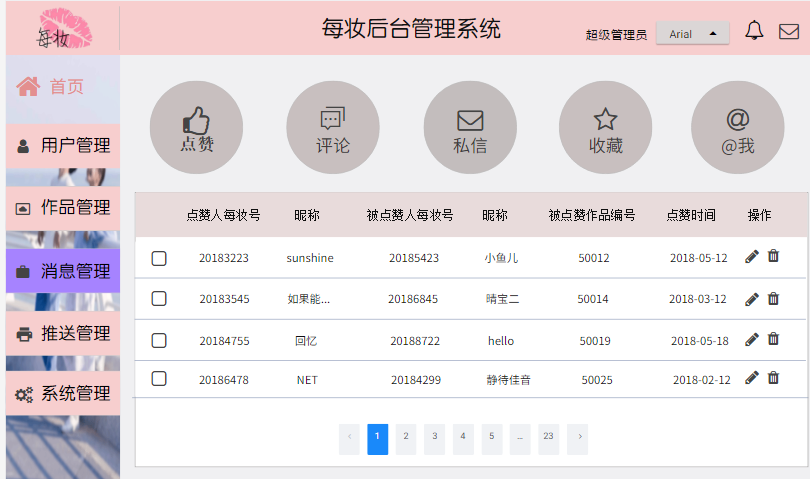 每妆
每妆后台管理系统
超级管理员
Arial
首页
用户管理
作品管理
消息管理
推送管理
系统管理
点赞
评论
私信
收藏
@
@我
点赞人每妆号 昵称 被点赞人每妆号 昵称 被点赞作品编号 点赞时间 操作
20183223 sunshine 20185423 小鱼儿 50012 2018-05-12
20183545 如果能... 20186845 晴宝二 50014 2018-03-12
20184755 回忆 20188722 hello 50019 2018-05-18
20186478 NET 20184299 静待佳音 50025 2018-02-12
‹ 1 2 3 4 5 ... 23 ›